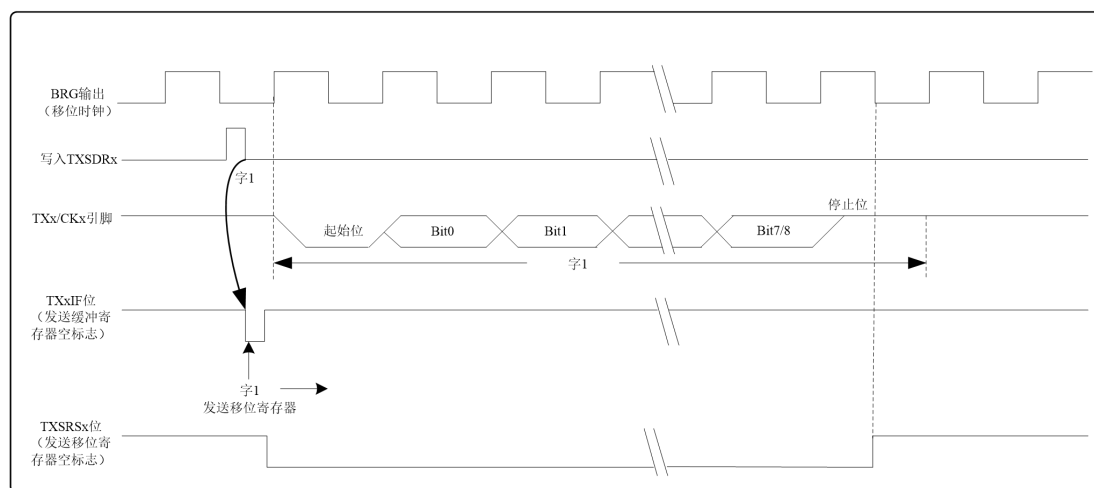 BRG输出
（移位时钟）
写入TXSDRx
字1
TXx/CKx引脚
起始位
Bit0
Bit1
Bit7/8
停止位
字1
TXxIF位
（发送缓冲寄
存器空标志）
字1
发送移位寄存器
TXSRSx位
（发送移位寄
存器空标志）